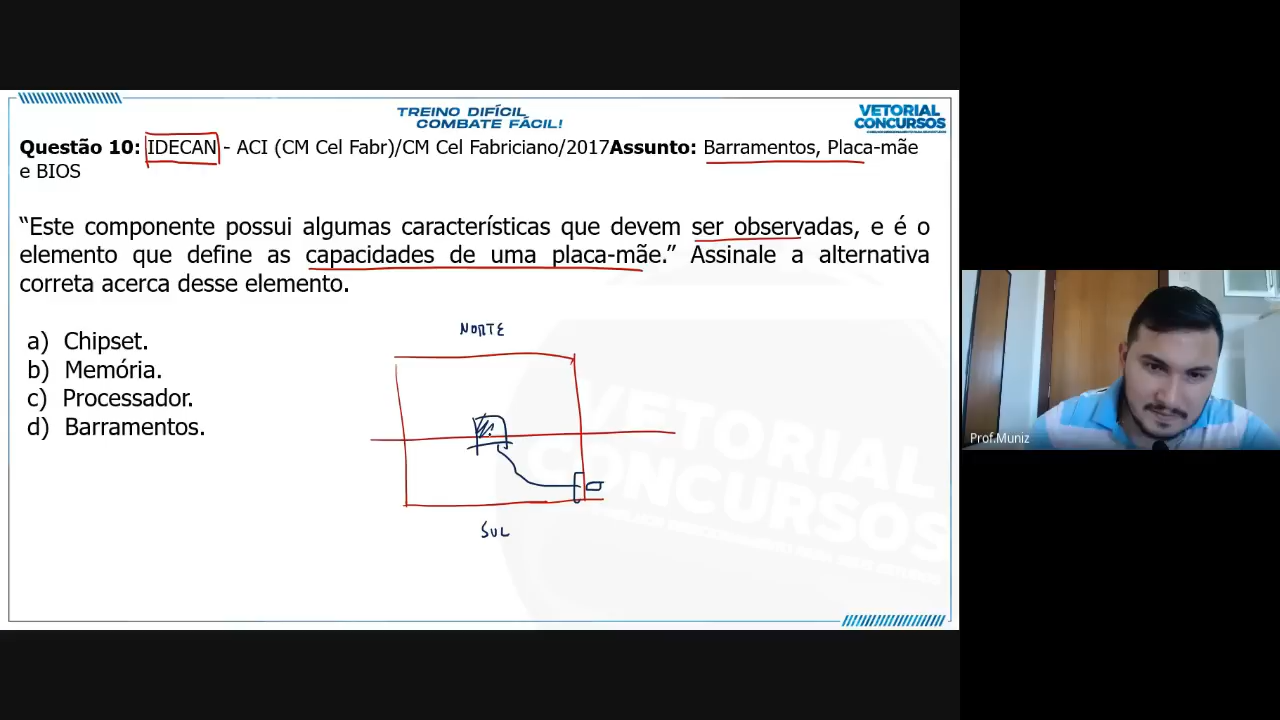 TREINO DIFÍCIL
COMBATE FÁCIL!
VETORIAL
CONCURSOS
Questão 10: IDECAN - ACI (CM Cel Fabr)/CM Cel Fabriciano/2017Assunto: Barramentos, Placa-mãe
e BIOS
“Este componente possui algumas características que devem ser observadas, e é o
elemento que define as capacidades de uma placa-mãe.” Assinale a alternativa
correta acerca desse elemento.
NORTE
a) Chipset.
b) Memória.
c) Processador.
d) Barramentos.
SUL
VETORIAL
CONCURSOS
Prof.Muniz